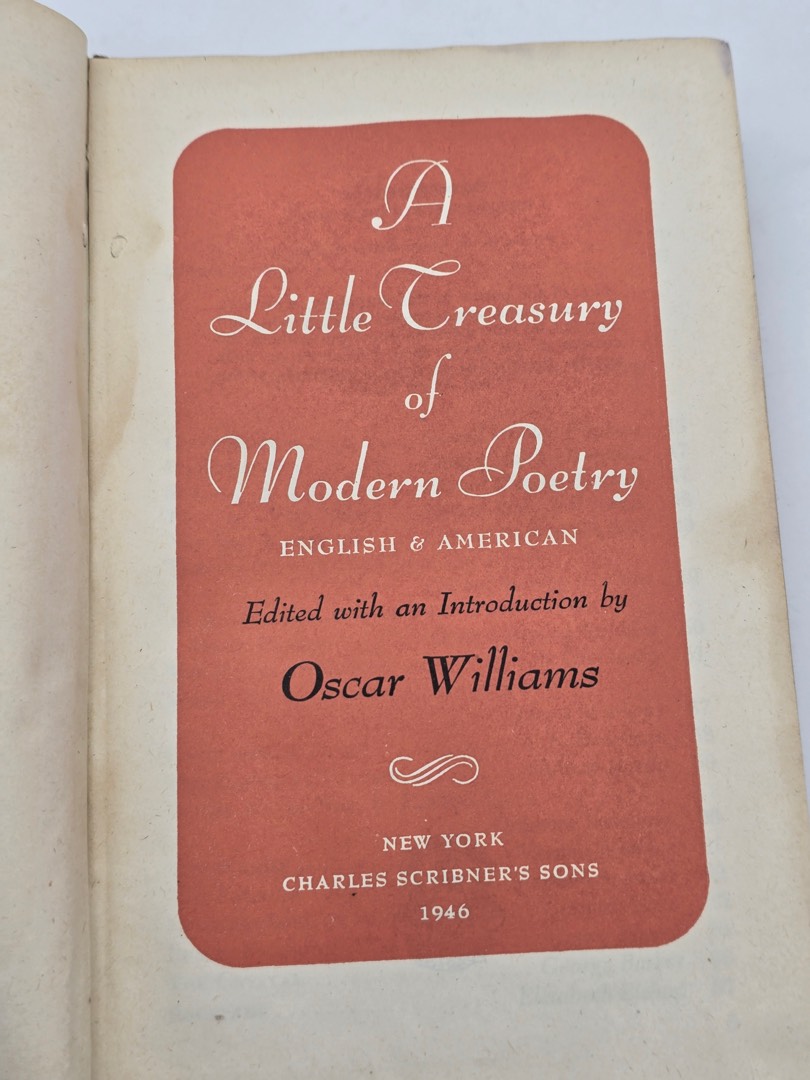 A
Little Treasury
of
Modern Poetry
ENGLISH & AMERICAN
Edited with an Introduction by
Oscar Williams
NEW YORK
CHARLES SCRIBNER'S SONS
1946